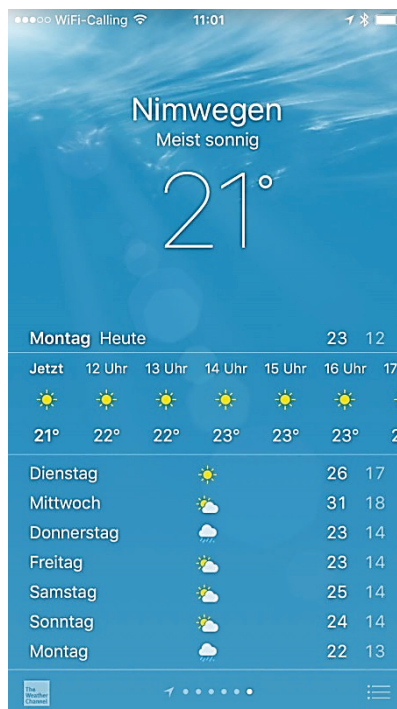 WiFi-Calling 11:01
Nimwegen
Meist sonnig
21°
Montag Heute 23 12
Jetzt 12 Uhr 13 Uhr 14 Uhr 15 Uhr 16 Uhr 17
21° 22° 22° 23° 23° 23° 2
Dienstag 26 17
Mittwoch 31 18
Donnerstag 23 14
Freitag 23 14
Samstag 25 14
Sonntag 24 14
Montag 22 13
The
Weather
Channel